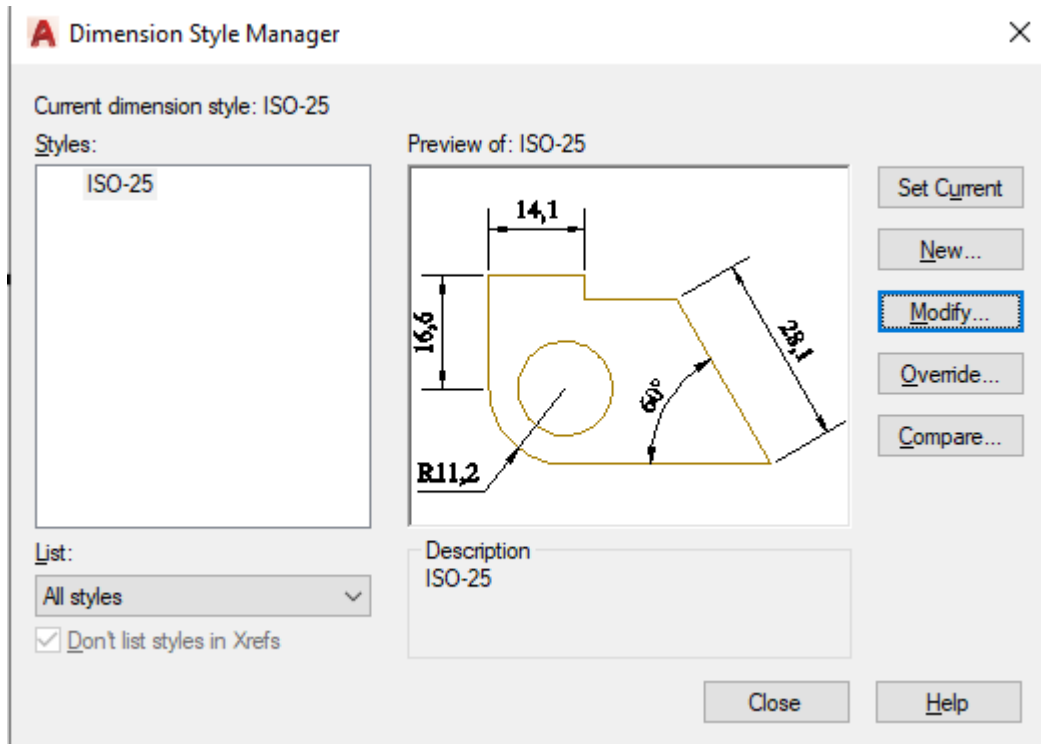 Dimension Style Manager
Current dimension style: ISO-25
Styles:
ISO-25
Preview of: ISO-25
14,1
16,6
28,1
60°
R11,2
Set Current
New...
Modify...
Override...
Compare...
List:
All styles
Don't list styles in Xrefs
Description
ISO-25
Close
Help